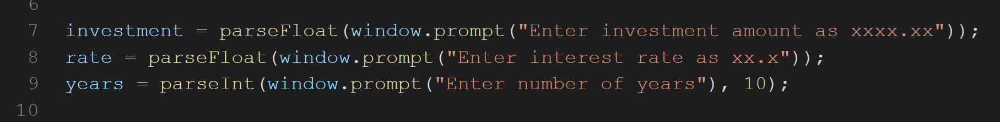 6
7 investment = parseFloat(window.prompt("Enter investment amount as xxxx.xx"));
8 rate = parseFloat(window.prompt("Enter interest rate as xx.x"));
9 years = parseInt(window.prompt("Enter number of years"), 10);
10